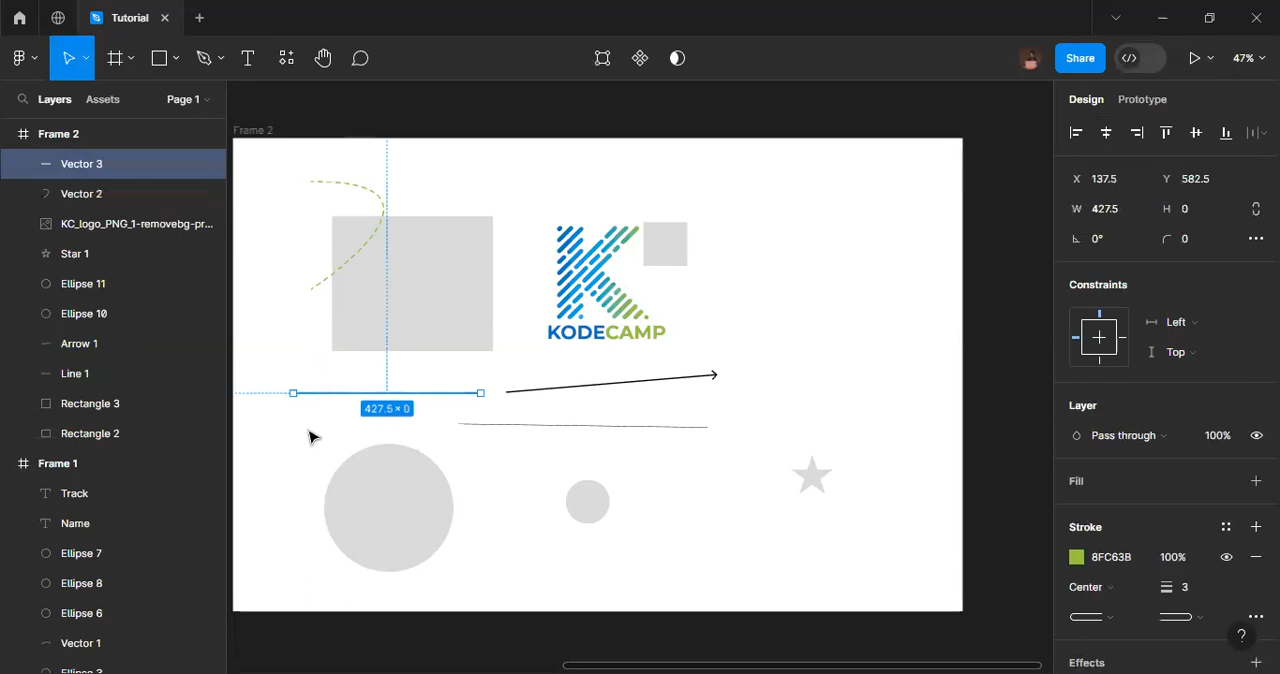 Tutorial
Share
47%
Layers
Assets
Page 1
Design
Prototype
Frame 2
Vector 3
Vector 2
KC_logo_PNG_1-removebg-pr...
Star 1
Ellipse 11
Ellipse 10
Arrow 1
Line 1
Rectangle 3
Rectangle 2
Frame 1
Track
Name
Ellipse 7
Ellipse 8
Ellipse 6
Vector 1
Ellipse 3
Frame 2
KODECAMP
427.5 × 0
X 137.5 Y 582.5
W 427.5 H 0
0° 0
Constraints
Left
Top
Layer
Pass through 100%
Fill
Stroke
8FC63B 100%
Center 3
Effects
?